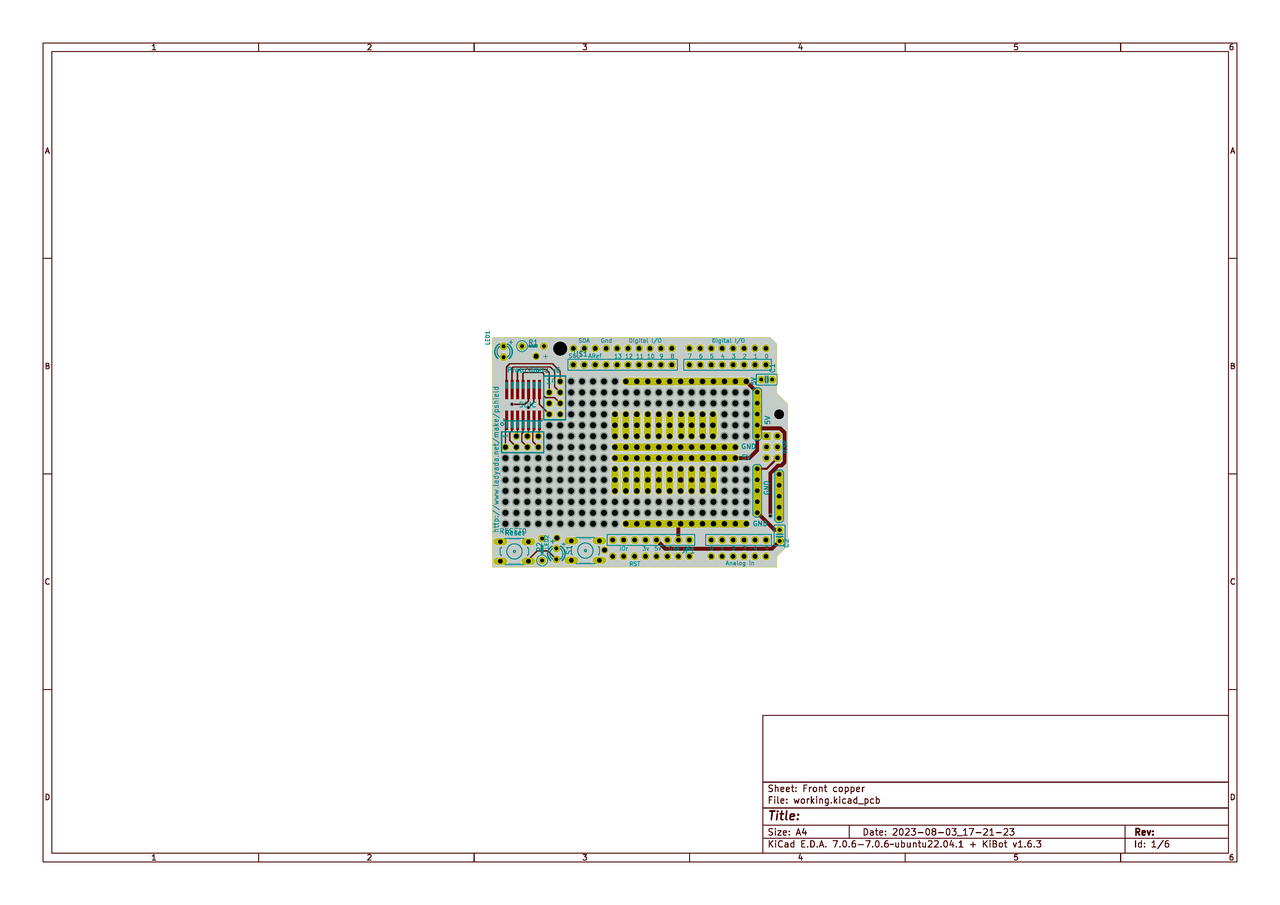 1 2 3 4 5 6
A A
LED1
R1
SDA Gnd Digital I/O Digital I/O
ARef 13 12 11 10 9 8 7 6 5 4 3 2 1 0
B B
http://www.ladyada.net/make/pshield
5V
GND
GND
GND
Reset
3v 5v
RST Analog In
C C
D D
Sheet: Front copper
File: working.kicad_pcb
Title:
Size: A4 Date: 2023-08-03_17-21-23 Rev:
KiCad E.D.A. 7.0.6-7.0.6~ubuntu22.04.1 + KiBot v1.6.3 Id: 1/6
1 2 3 4 5 6